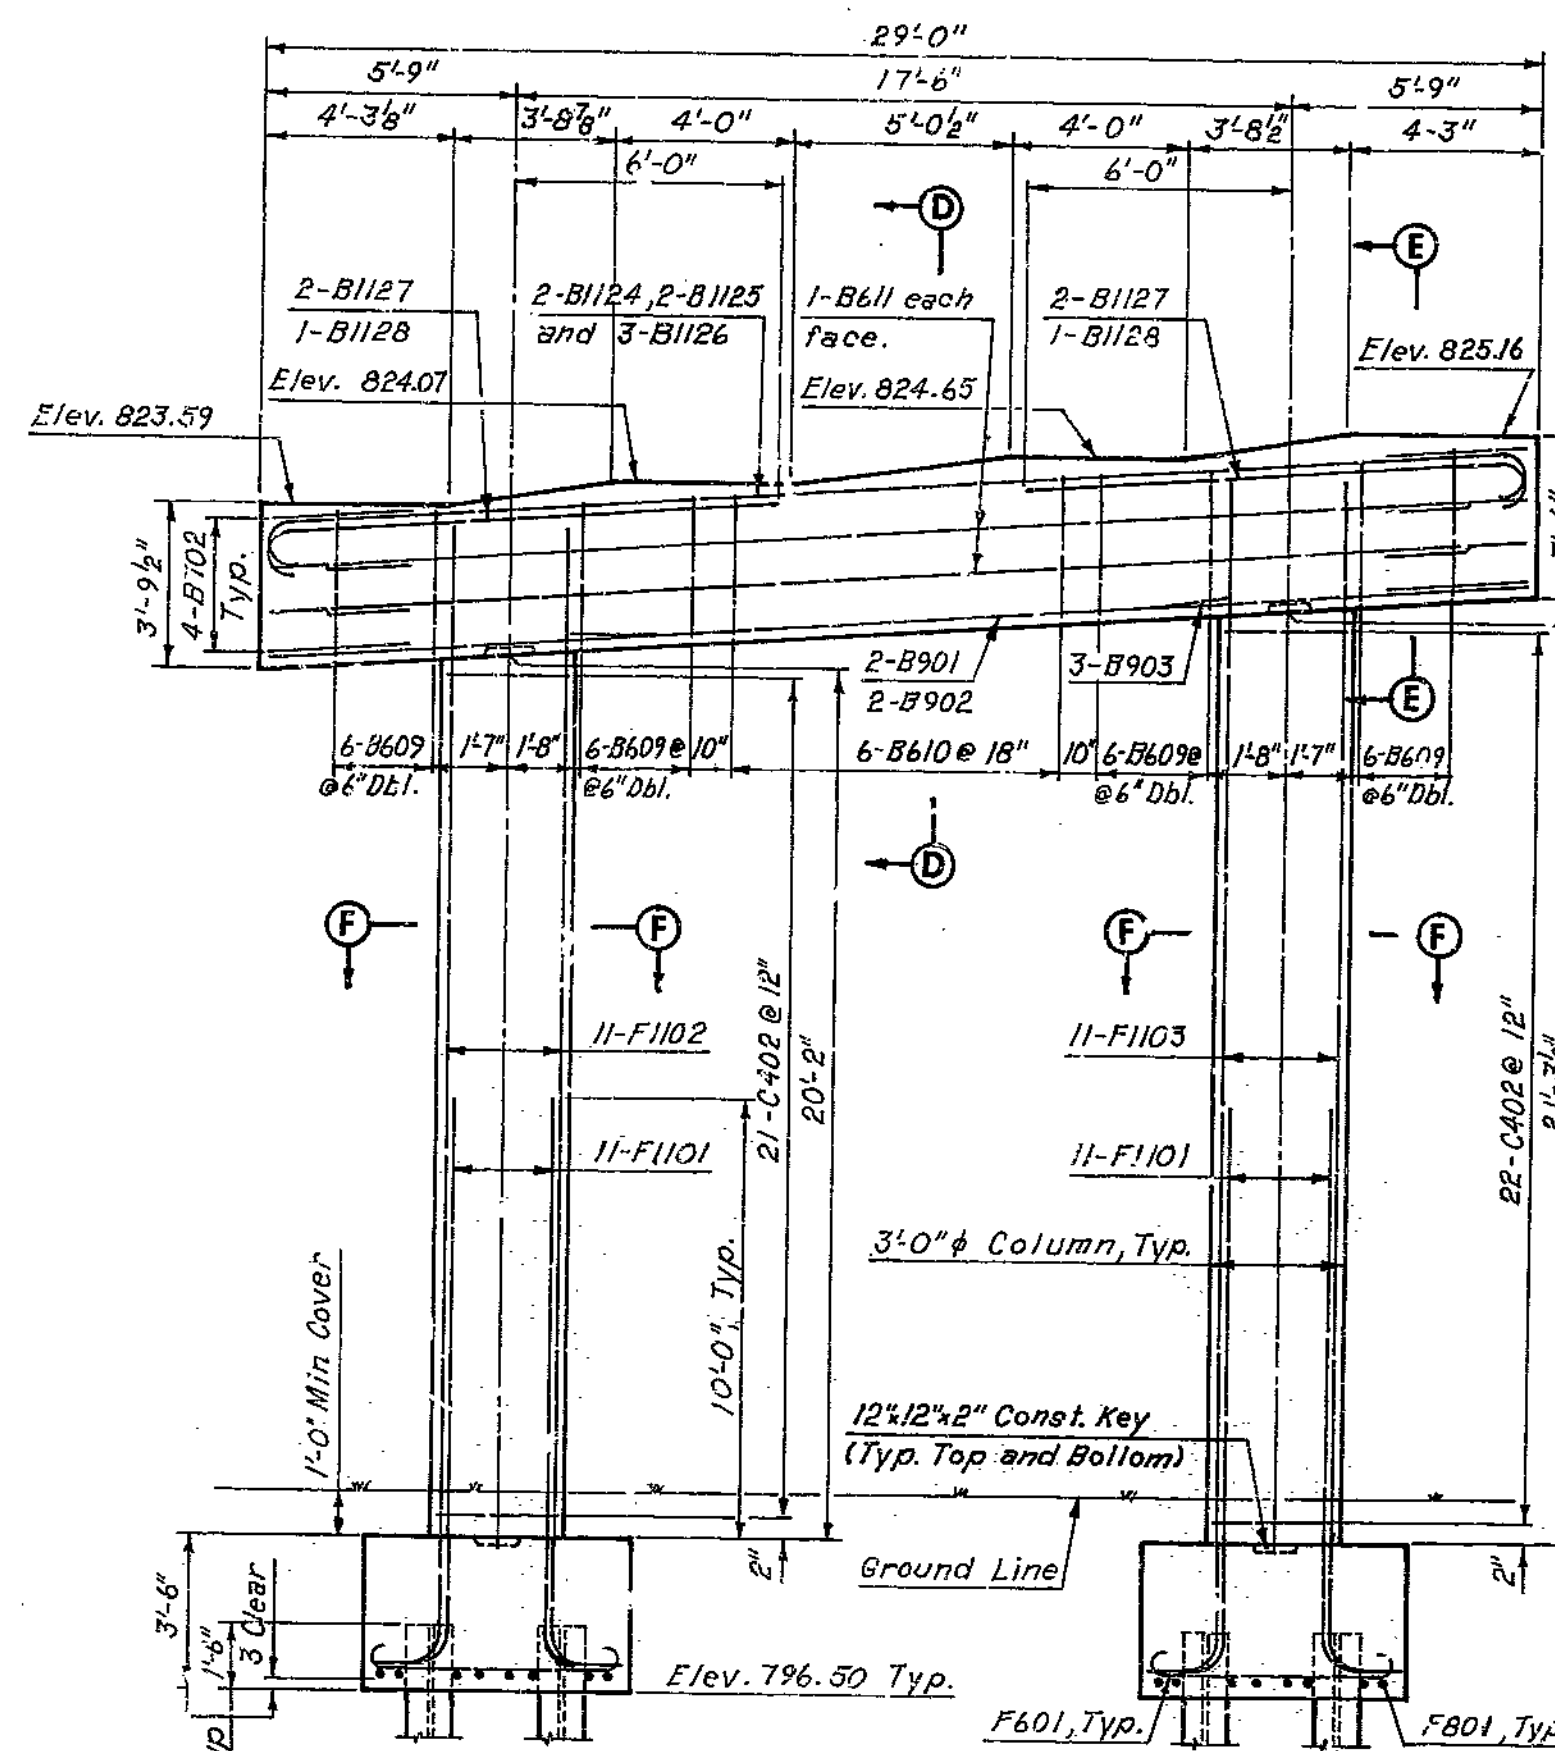 29'-0"
5'-9" 17'-6" 5'-9"
4'-3⅛" 3'-8⅞" 4'-0" 5'-0½" 4'-0" 3'-8½" 4-3"
6'-0" 6'-0"
D
E
2-B1127
1-B1128
2-B1124, 2-B1125
and 3-B1126
1-B611 each
face.
2-B1127
1-B1128
Elev. 825.16
Elev. 824.07
Elev. 824.65
Elev. 823.59
3'-9½"
4-B702
Typ.
2-B901
2-B902
3-B903
E
6-B609
@6"Dbl.
1'-7" 1'-8"
6-B609@
@6"Dbl.
10"
6-B610@ 18"
10"
6-B609@
@6"Dbl.
1'-8" 1'-7"
6-B609
@6"Dbl.
D
F F F F
11-F1102
21-C402 @ 12"
20'-2"
11-F1103
22-C402@ 12"
11-F1101
11-F1101
3'-0"ϕ Column, Typ.
10'-0", Typ.
1'-0" Min Cover
12"x12"x2" Const. Key
(Typ. Top and Bottom)
Ground Line
2"
2"
3'-6"
1'-6"
3 Clear
Elev. 796.50 Typ.
F601, Typ.
F801, Typ
yp